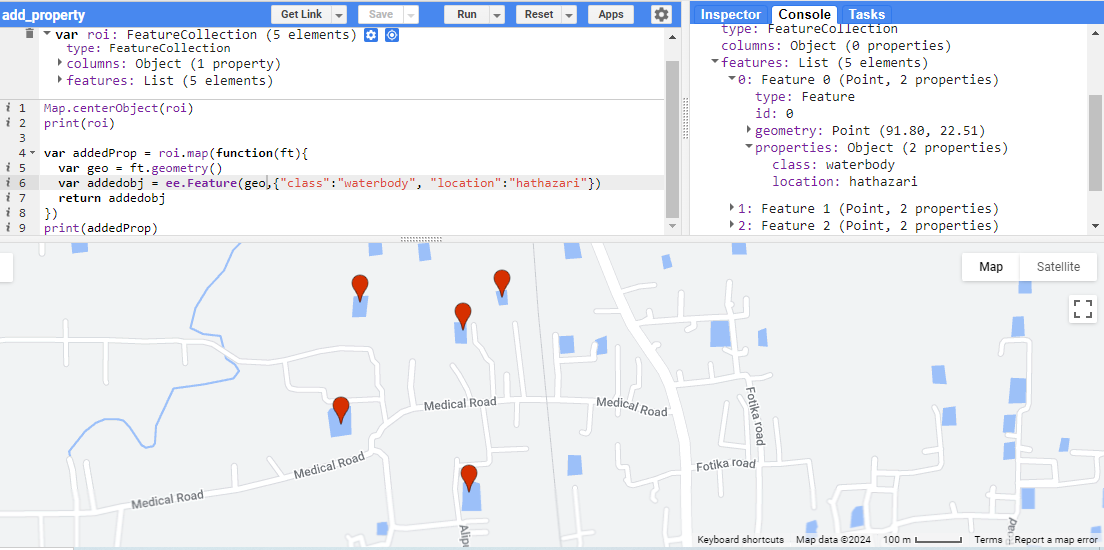 add_property
Get Link
Save
Run
Reset
Apps
Inspector
Console
Tasks
var roi: FeatureCollection (5 elements)
type: FeatureCollection
columns: Object (1 property)
features: List (5 elements)
i 1 Map.centerObject(roi)
i 2 print(roi)
3
i 4 var addedProp = roi.map(function(ft){
i 5 var geo = ft.geometry()
i 6 var addedobj = ee.Feature(geo,{"class":"waterbody", "location":"hathazari"})
i 7 return addedobj
i 8 })
i 9 print(addedProp)
type: FeatureCollection
columns: Object (0 properties)
features: List (5 elements)
0: Feature 0 (Point, 2 properties)
type: Feature
id: 0
geometry: Point (91.80, 22.51)
properties: Object (2 properties)
class: waterbody
location: hathazari
1: Feature 1 (Point, 2 properties)
2: Feature 2 (Point, 2 properties)
Map
Satellite
Medical Road
Medical Road
Fotika road
Medical Road
Fotika road
Medical Road
Keyboard shortcuts
Map data ©2024
100 m
Terms
Report a map error